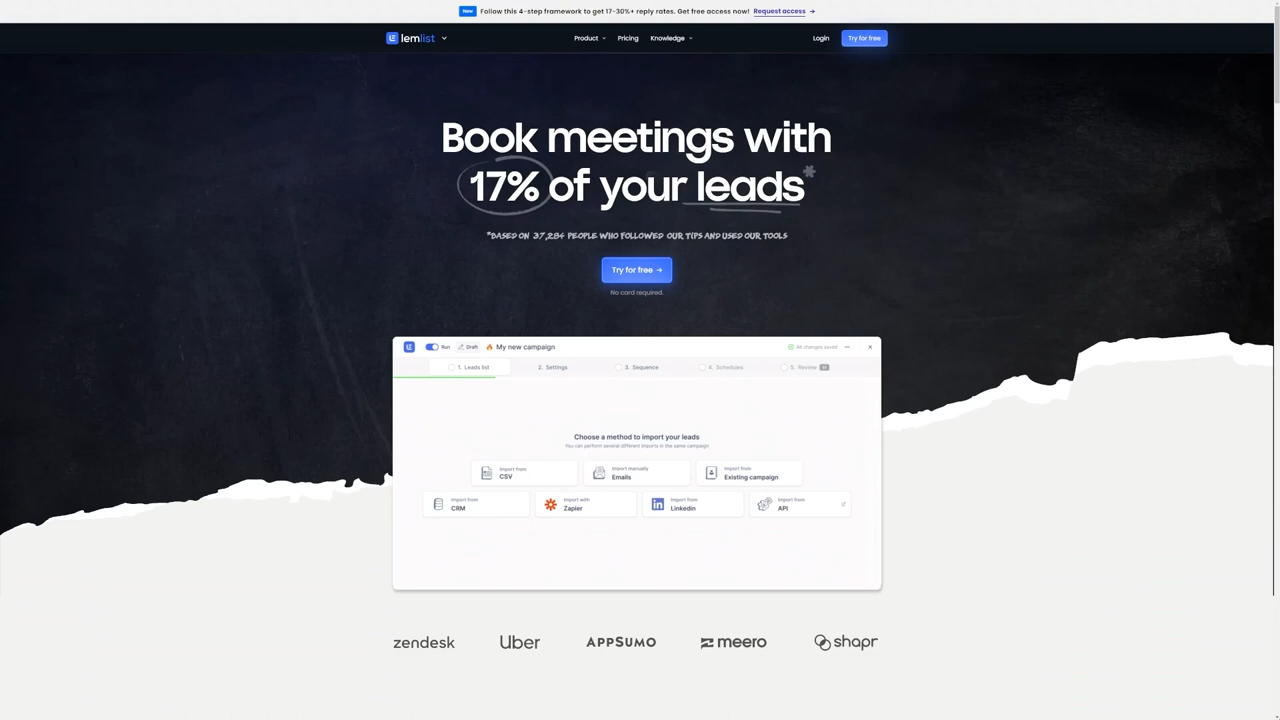 New Follow this 4-step framework to get 17-30%+ reply rates. Get free access now! Request access →
lemlist Product Pricing Knowledge Login Try for free
Book meetings with
17% of your leads*
*BASED ON 37,284 PEOPLE WHO FOLLOWED OUR TIPS AND USED OUR TOOLS
Try for free →
No card required.
Run Draft My new campaign All changes saved
1. Leads list 2. Settings 3. Sequence 4. Schedules 5. Review
Choose a method to import your leads
You can perform several different imports in the same campaign
Import from Import manually Import from
CSV Emails Existing campaign
Import from Import with Import from Import from
CRM Zapier Linkedin API
zendesk Uber APPSUMO meero shapr